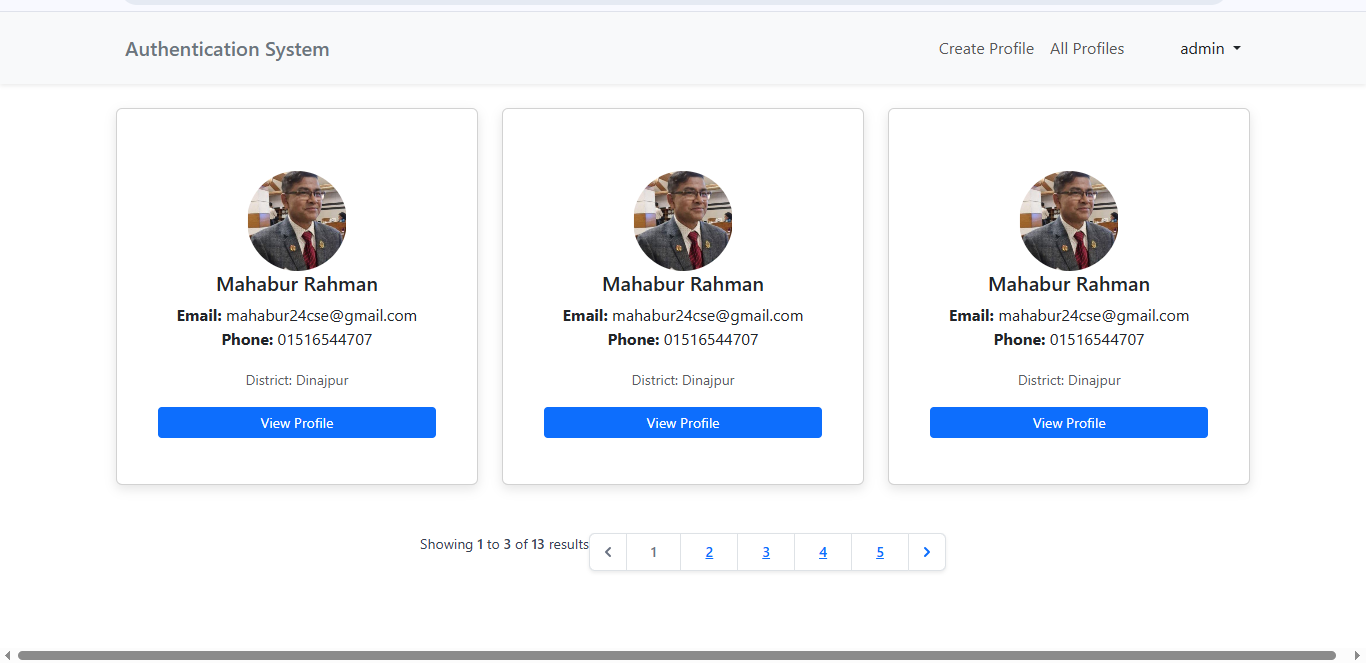 Authentication System
Create Profile All Profiles admin
Mahabur Rahman
Email: mahabur24cse@gmail.com
Phone: 01516544707
District: Dinajpur
View Profile
Mahabur Rahman
Email: mahabur24cse@gmail.com
Phone: 01516544707
District: Dinajpur
View Profile
Mahabur Rahman
Email: mahabur24cse@gmail.com
Phone: 01516544707
District: Dinajpur
View Profile
Showing 1 to 3 of 13 results ‹ 1 2 3 4 5 ›